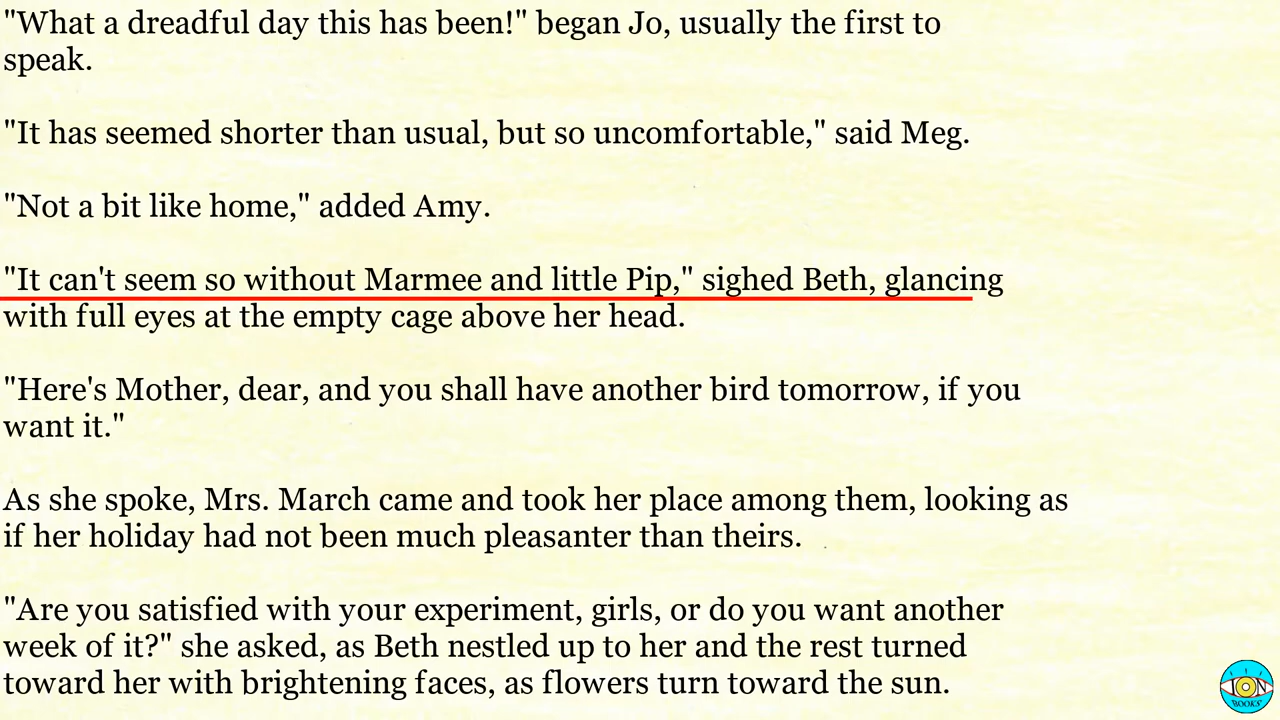 "What a dreadful day this has been!" began Jo, usually the first to
speak.
"It has seemed shorter than usual, but so uncomfortable," said Meg.
"Not a bit like home," added Amy.
"It can't seem so without Marmee and little Pip," sighed Beth, glancing
with full eyes at the empty cage above her head.
"Here's Mother, dear, and you shall have another bird tomorrow, if you
want it."
As she spoke, Mrs. March came and took her place among them, looking as
if her holiday had not been much pleasanter than theirs.
"Are you satisfied with your experiment, girls, or do you want another
week of it?" she asked, as Beth nestled up to her and the rest turned
toward her with brightening faces, as flowers turn toward the sun.
ION
BOOKS